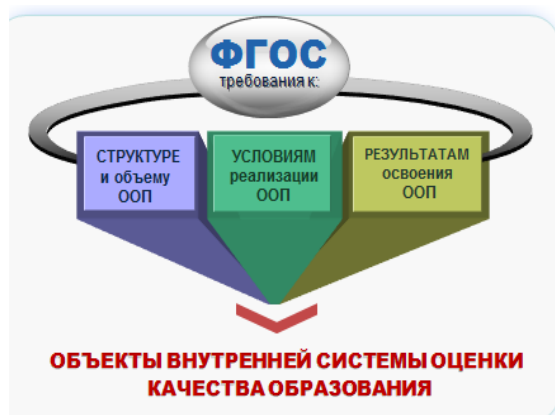 ФГОС
требования к:
СТРУКТУРЕ
и объему
ООП
УСЛОВИЯМ
реализации
ООП
РЕЗУЛЬТАТАМ
освоения
ООП
ОБЪЕКТЫ ВНУТРЕННЕЙ СИСТЕМЫ ОЦЕНКИ
КАЧЕСТВА ОБРАЗОВАНИЯ